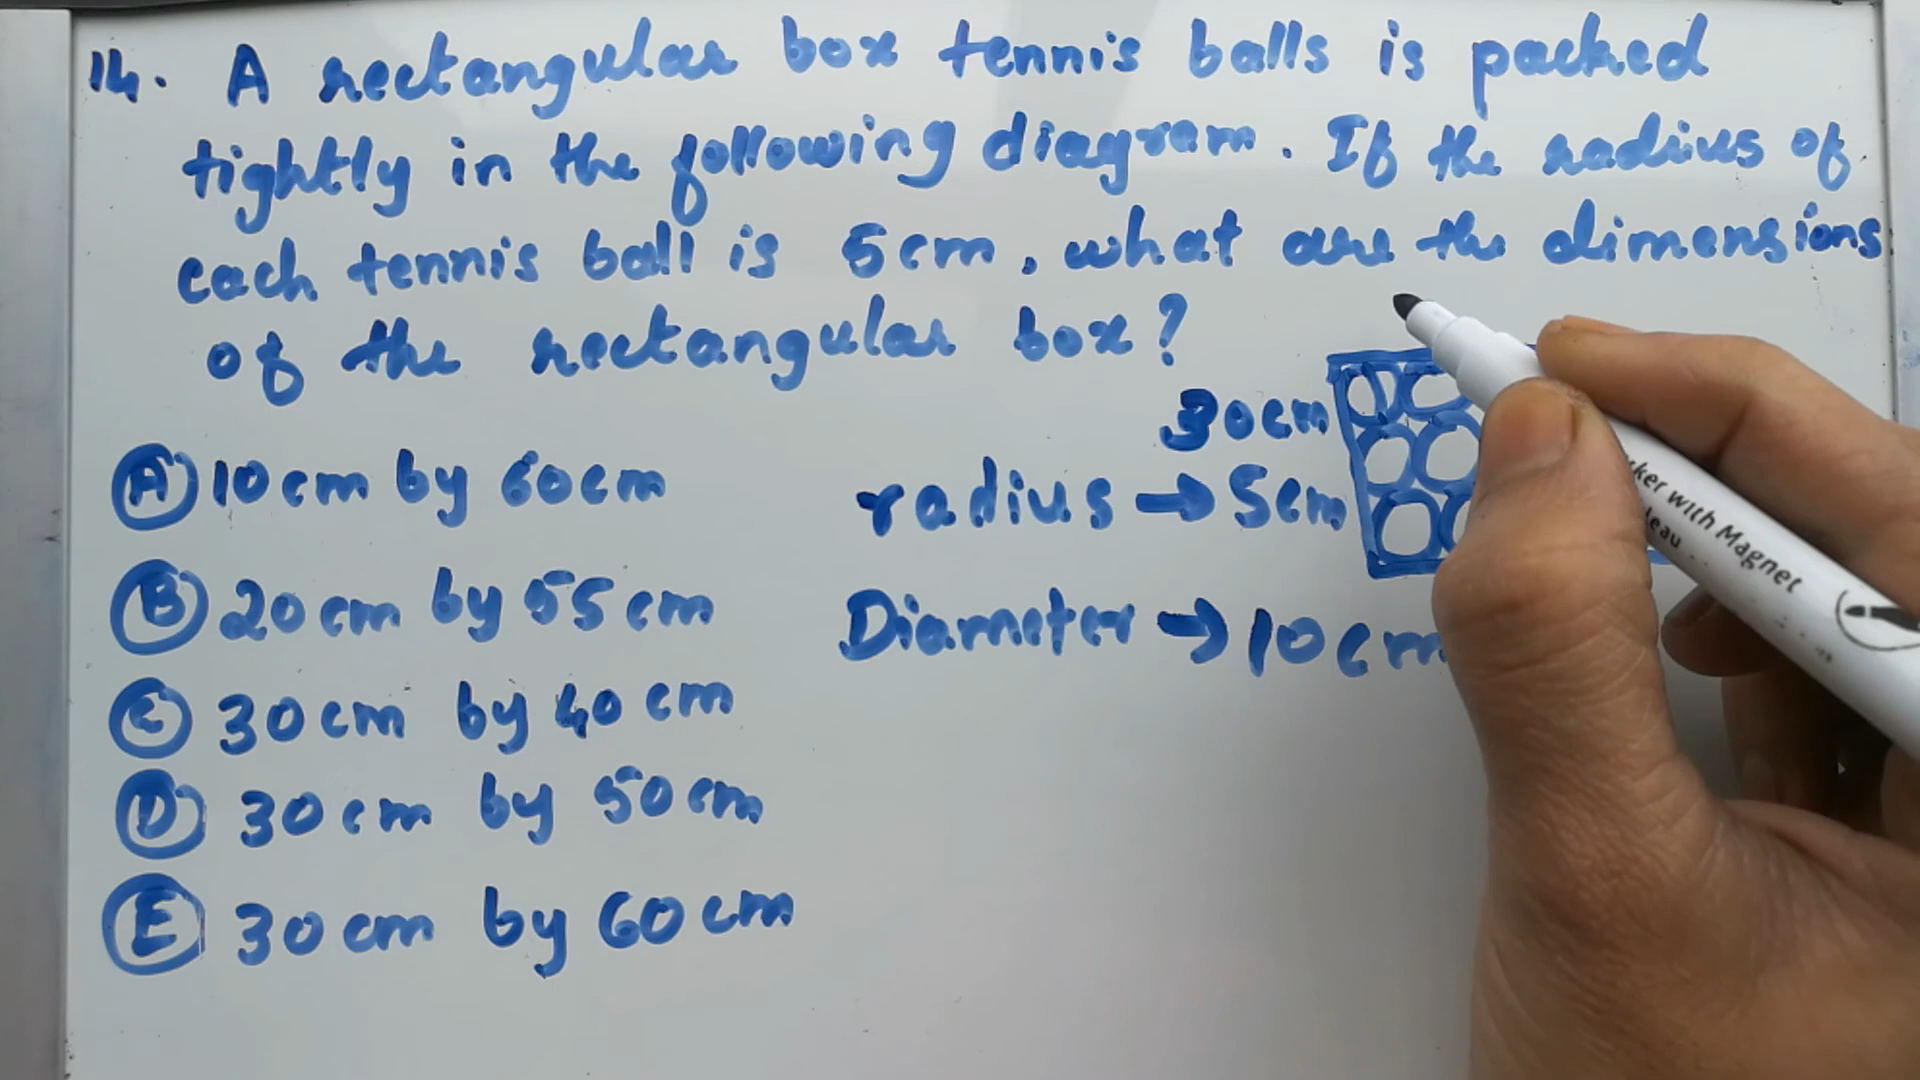 14. A rectangular box tennis balls is packed
tightly in the following diagram. If the radius of
each tennis ball is 5cm, what are the dimensions
of the rectangular box?
30cm
radius → 5cm
Diameter → 10cm
A 10cm by 60cm
B 20cm by 55cm
C 30cm by 40cm
D 30cm by 50cm
E 30cm by 60cm
with Magnet